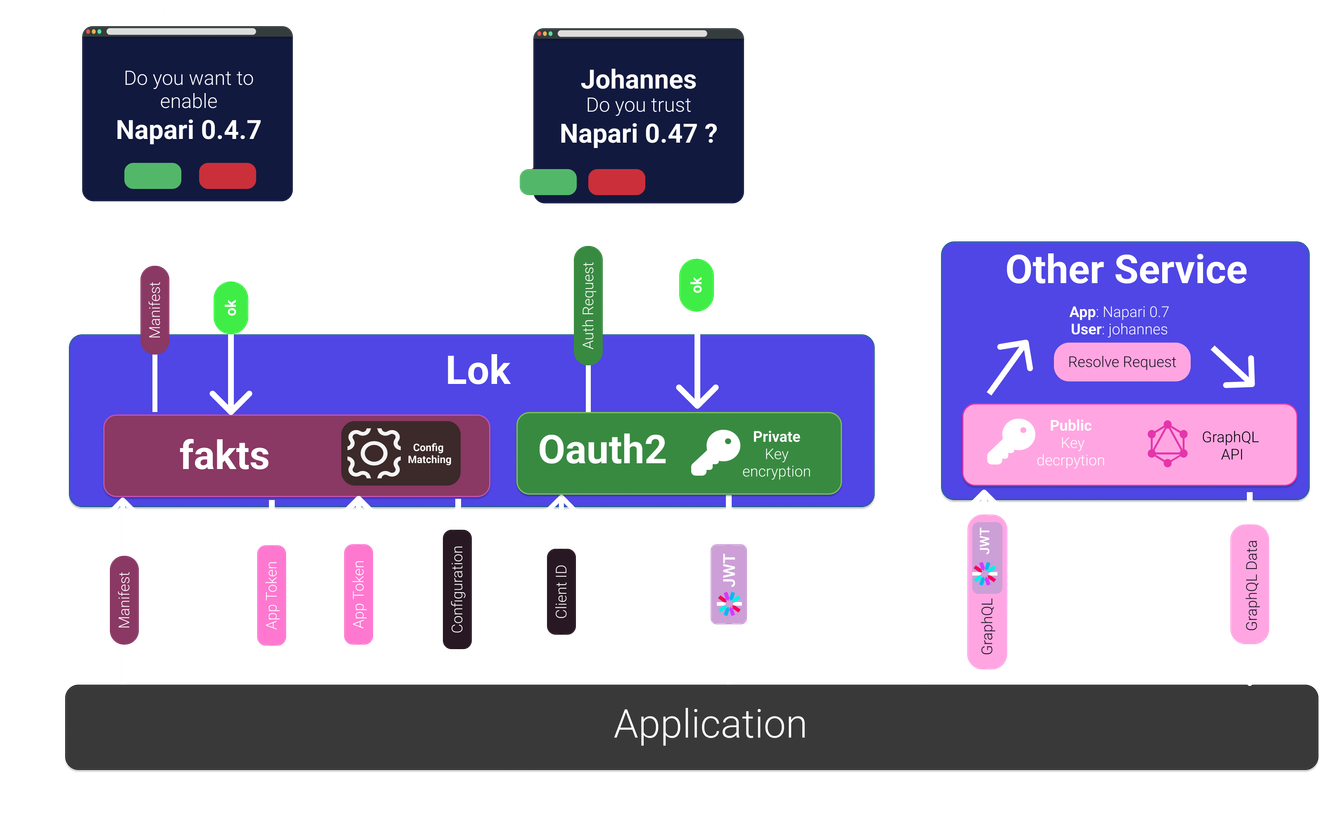 Do you want to
enable
Napari 0.4.7
Johannes
Do you trust
Napari 0.47 ?
Manifest
ok
Auth Request
ok
Lok
fakts
Config
Matching
Oauth2
Private
Key
encryption
Other Service
App: Napari 0.7
User: johannes
Resolve Request
Public
Key
decrpytion
GraphQL
API
Manifest
App Token
App Token
Configuration
Client ID
JWT
JWT
GraphQL
GraphQL Data
Application